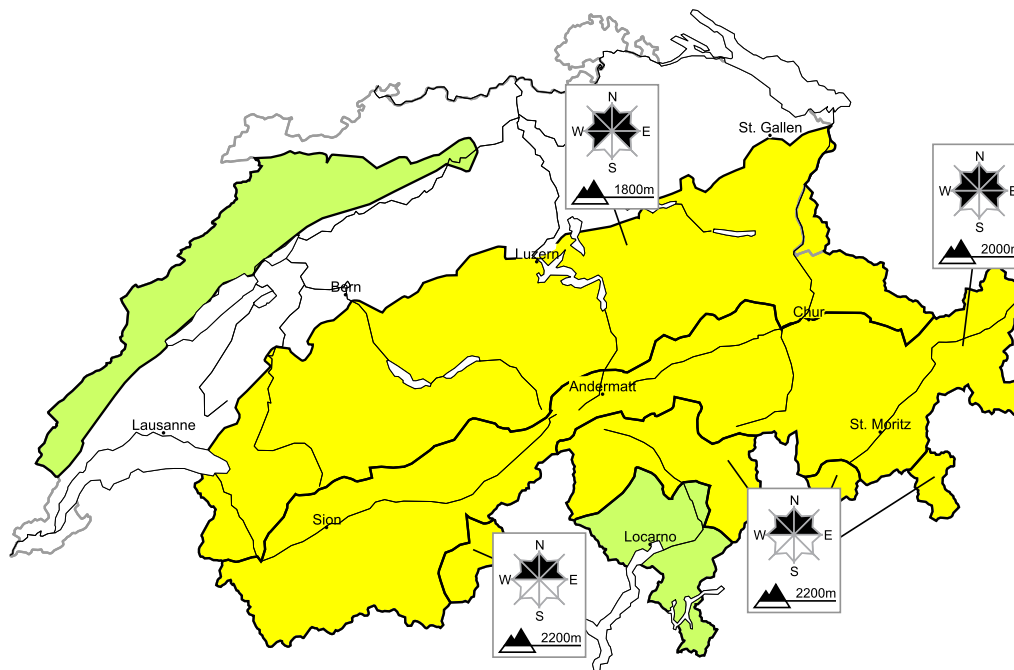 N
W E
S
1800m
St. Gallen
N
W E
S
2000m
Luzern
Bern
Chur
Andermatt
Lausanne
St. Moritz
Sion
Locarno
N
W E
S
2200m
N
W E
S
2200m